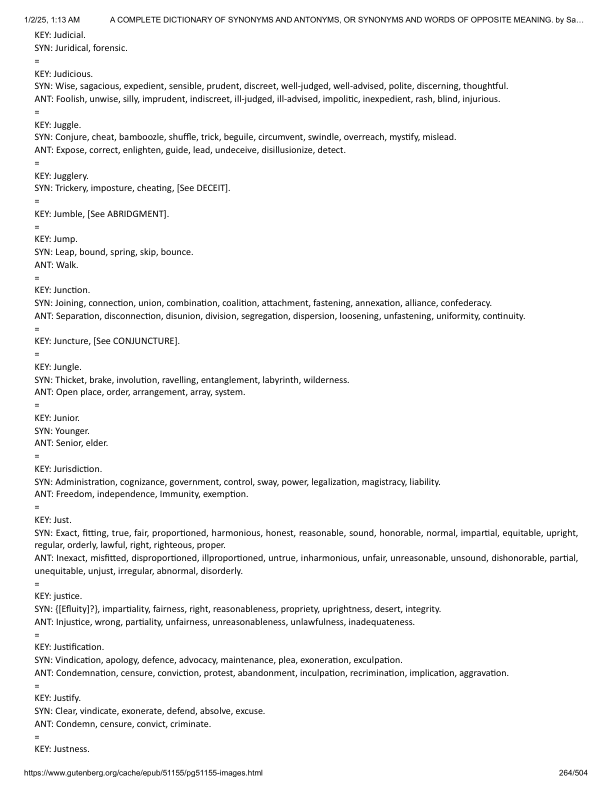 1/2/25, 1:13 AM A COMPLETE DICTIONARY OF SYNONYMS AND ANTONYMS, OR SYNONYMS AND WORDS OF OPPOSITE MEANING. by Sa…
KEY: Judicial.
SYN: Juridical, forensic.
=
KEY: Judicious.
SYN: Wise, sagacious, expedient, sensible, prudent, discreet, well-judged, well-advised, polite, discerning, thoughtful.
ANT: Foolish, unwise, silly, imprudent, indiscreet, ill-judged, ill-advised, impolitic, inexpedient, rash, blind, injurious.
=
KEY: Juggle.
SYN: Conjure, cheat, bamboozle, shuffle, trick, beguile, circumvent, swindle, overreach, mystify, mislead.
ANT: Expose, correct, enlighten, guide, lead, undeceive, disillusionize, detect.
=
KEY: Jugglery.
SYN: Trickery, imposture, cheating, [See DECEIT].
=
KEY: Jumble, [See ABRIDGMENT].
=
KEY: Jump.
SYN: Leap, bound, spring, skip, bounce.
ANT: Walk.
=
KEY: Junction.
SYN: Joining, connection, union, combination, coalition, attachment, fastening, annexation, alliance, confederacy.
ANT: Separation, disconnection, disunion, division, segregation, dispersion, loosening, unfastening, uniformity, continuity.
=
KEY: Juncture, [See CONJUNCTURE].
=
KEY: Jungle.
SYN: Thicket, brake, involution, ravelling, entanglement, labyrinth, wilderness.
ANT: Open place, order, arrangement, array, system.
=
KEY: Junior.
SYN: Younger.
ANT: Senior, elder.
=
KEY: Jurisdiction.
SYN: Administration, cognizance, government, control, sway, power, legalization, magistracy, liability.
ANT: Freedom, independence, Immunity, exemption.
=
KEY: Just.
SYN: Exact, fitting, true, fair, proportioned, harmonious, honest, reasonable, sound, honorable, normal, impartial, equitable, upright,
regular, orderly, lawful, right, righteous, proper.
ANT: Inexact, misfitted, disproportioned, illproportioned, untrue, inharmonious, unfair, unreasonable, unsound, dishonorable, partial,
unequitable, unjust, irregular, abnormal, disorderly.
=
KEY: justice.
SYN: {[Efluity]?}, impartiality, fairness, right, reasonableness, propriety, uprightness, desert, integrity.
ANT: Injustice, wrong, partiality, unfairness, unreasonableness, unlawfulness, inadequateness.
=
KEY: Justification.
SYN: Vindication, apology, defence, advocacy, maintenance, plea, exoneration, exculpation.
ANT: Condemnation, censure, conviction, protest, abandonment, inculpation, recrimination, implication, aggravation.
=
KEY: Justify.
SYN: Clear, vindicate, exonerate, defend, absolve, excuse.
ANT: Condemn, censure, convict, criminate.
=
KEY: Justness.
https://www.gutenberg.org/cache/epub/51155/pg51155-images.html 264/504